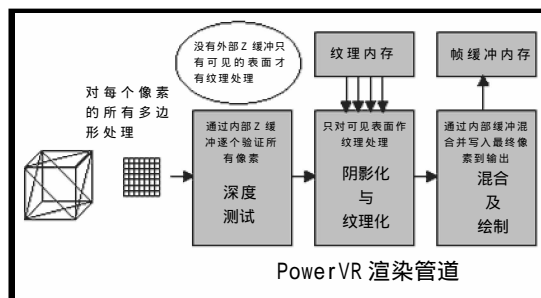 没有外部Z缓冲只
有可见的表面才
有纹理处理
纹理内存
帧缓冲内存
对每个像素
的所有多边
形处理
通过内部Z缓
冲逐个验证所
有像素
深度
测试
只对可见表面作
纹理处理
阴影化
与
纹理化
通过内部缓冲混
合并写入最终像
素到输出
混合
及
绘制
PowerVR 渲染管道